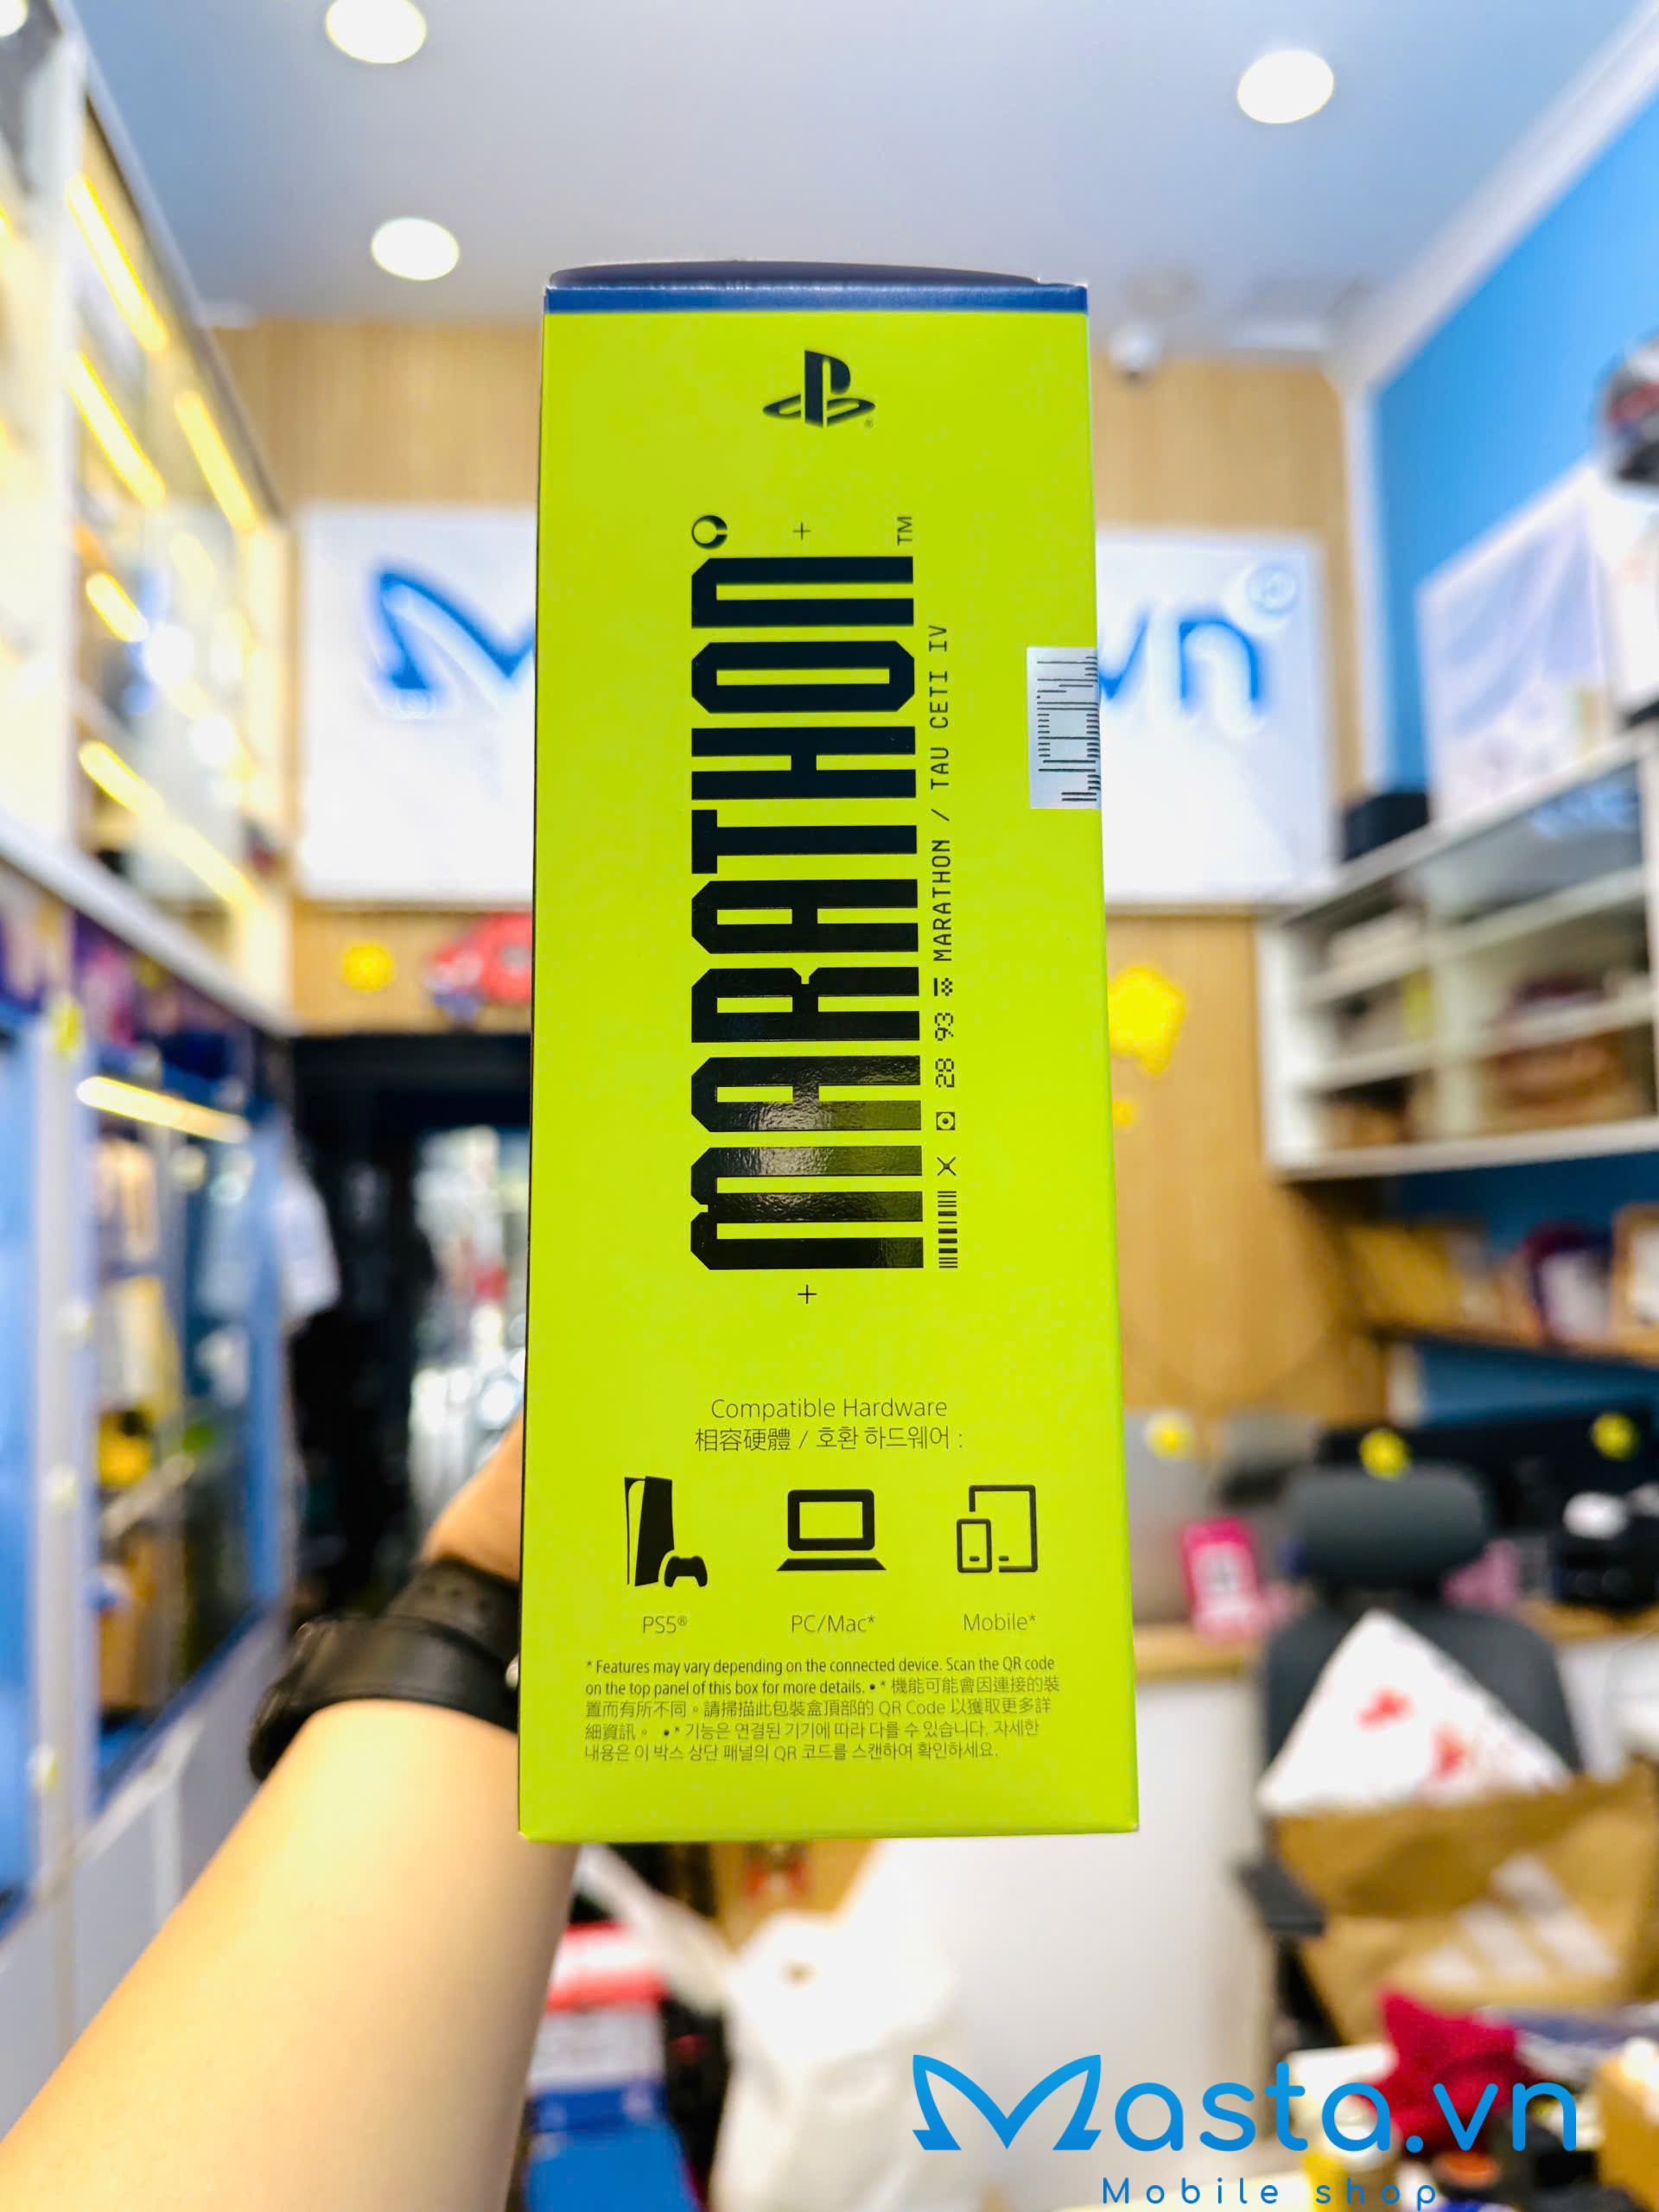 MARATHON™
28 93 MARATHON / TAU CETI IV
Compatible Hardware
相容硬體 / 호환 하드웨어 :
PS5® PC/Mac* Mobile*
* Features may vary depending on the connected device. Scan the QR code
on the top panel of this box for more details. • * 機能可能會因連接的裝
置而有所不同。請掃描此包裝盒頂部的 QR Code 以獲取更多詳
細資訊。 • * 기능은 연결된 기기에 따라 다를 수 있습니다. 자세한
내용은 이 박스 상단 패널의 QR 코드를 스캔하여 확인하세요.
vn
Masta.vn
Mobile shop